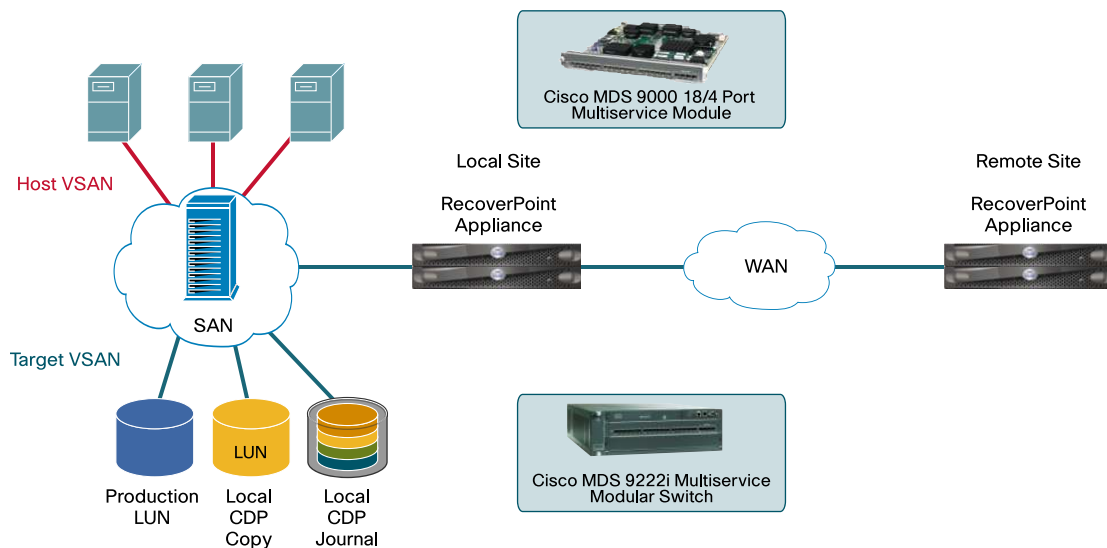 Cisco MDS 9000 18/4 Port
Multiservice Module
Host VSAN
Local Site
Remote Site
RecoverPoint
Appliance
RecoverPoint
Appliance
WAN
SAN
Target VSAN
LUN
Production
LUN
Local
CDP
Copy
Local
CDP
Journal
Cisco MDS 9222i Multiservice
Modular Switch